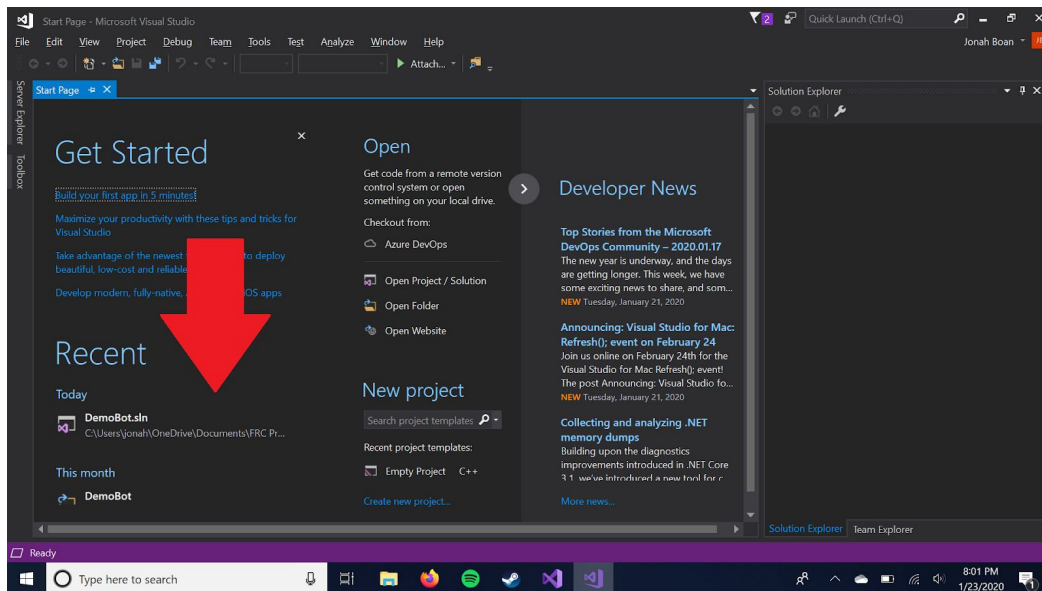 Start Page - Microsoft Visual Studio
2
Quick Launch (Ctrl+Q)
File Edit View Project Debug Team Tools Test Analyze Window Help
Jonah Boan
Attach...
Server Explorer
Toolbox
Start Page
Get Started
Build your first app in 5 minutes!
Maximize your productivity with these tips and tricks for
Visual Studio
Take advantage of the newest to deploy
beautiful, low-cost and reliable
Develop modern, fully-native, OS apps
Recent
Today
DemoBot.sln
C:\Users\jonah\OneDrive\Documents\FRC Pr...
This month
DemoBot
Open
Get code from a remote version
control system or open
something on your local drive.
Checkout from:
Azure DevOps
Open Project / Solution
Open Folder
Open Website
New project
Search project templates
Recent project templates:
Empty Project C++
Create new project...
Developer News
Top Stories from the Microsoft
DevOps Community – 2020.01.17
The new year is underway, and the days
are getting longer. This week, we have
some exciting news to share, and som...
NEW Tuesday, January 21, 2020
Announcing: Visual Studio for Mac:
Refresh(); event on February 24
Join us online on February 24th for the
Visual Studio for Mac Refresh(); event!
The post Announcing: Visual Studio fo...
NEW Tuesday, January 21, 2020
Collecting and analyzing .NET
memory dumps
Building upon the diagnostics
improvements introduced in .NET Core
3.1, we've introduced a new tool for c
More news...
Solution Explorer
Solution Explorer Team Explorer
Ready
Type here to search
8:01 PM
1/23/2020
1